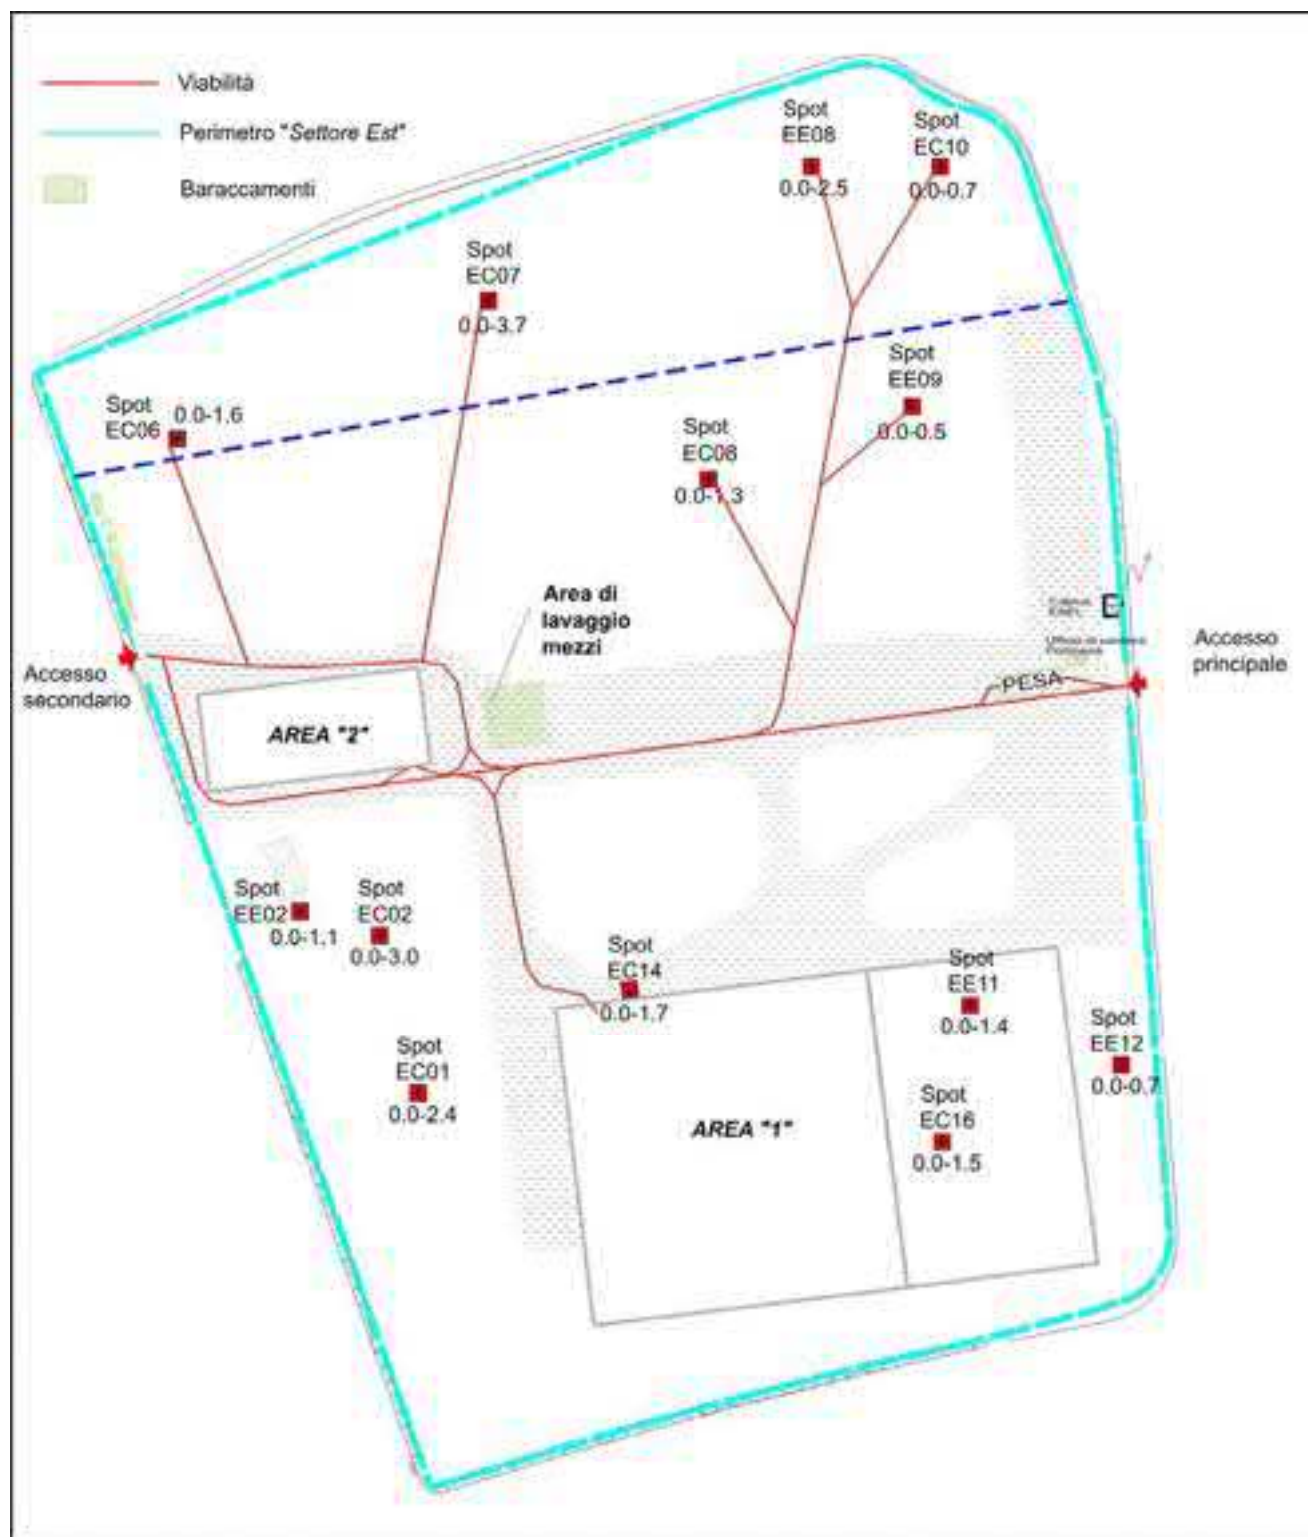 Viabilità
Perimetro "Settore Est"
Baraccamenti
Spot
EE08
0.0-2.5
Spot
EC10
0.0-0.7
Spot
EC07
0.0-3.7
Spot
EE09
0.0-0.5
Spot
EC06
0.0-1.6
Spot
EC08
0.0-1.3
Area di
lavaggio
mezzi
E
Accesso
principale
PESA
Accesso
secondario
AREA "2"
Spot
EE02
0.0-1.1
Spot
EC02
0.0-3.0
Spot
EC14
0.0-1.7
Spot
EE11
0.0-1.4
Spot
EE12
0.0-0.7
Spot
EC01
0.0-2.4
AREA "1"
Spot
EC16
0.0-1.5